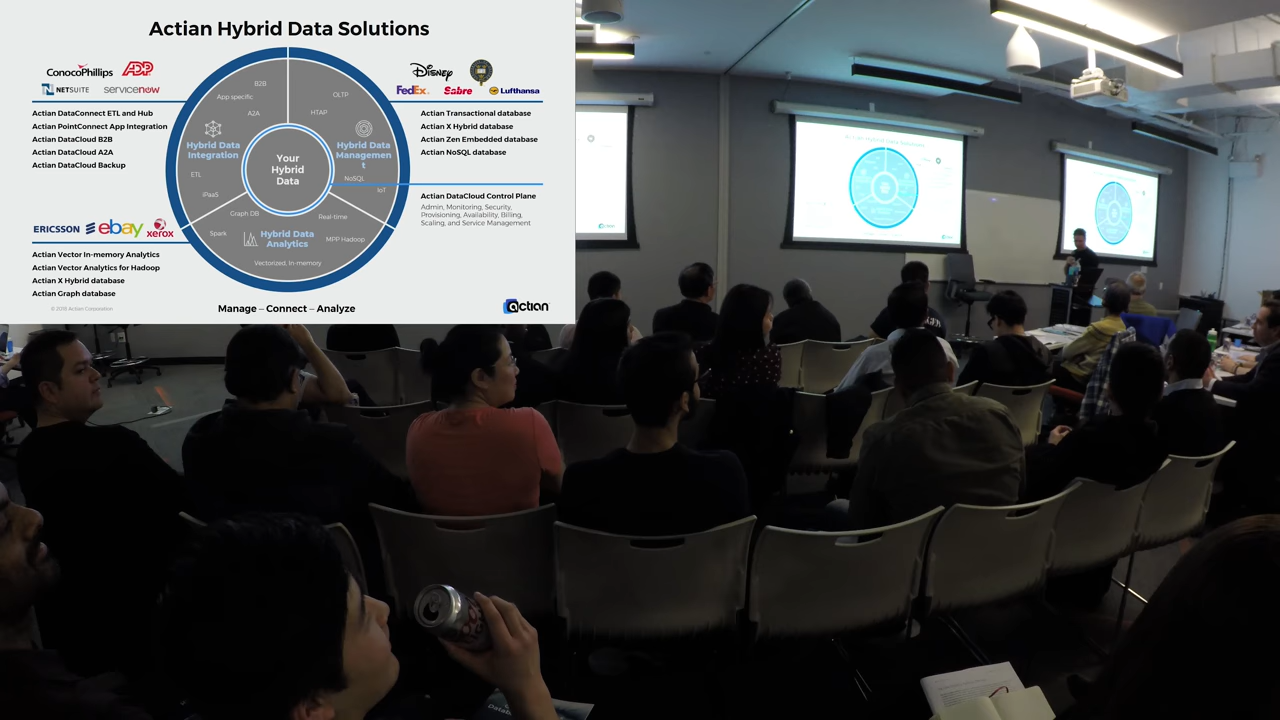 Actian Hybrid Data Solutions
ConocoPhillips
ADP
NETSUITE
servicenow
Actian DataConnect ETL and Hub
Actian PointConnect App Integration
Actian DataCloud B2B
Actian DataCloud A2A
Actian DataCloud Backup
ERICSSON
ebay
xerox
Actian Vector In-memory Analytics
Actian Vector Analytics for Hadoop
Actian X Hybrid database
Actian Graph database
B2B
App specific
A2A
Hybrid Data
Integration
ETL
iPaaS
OLTP
HTAP
Hybrid Data
Managemen
t
NoSQL
IoT
Your
Hybrid
Data
Graph DB
Spark
Real-time
Hybrid Data
Analytics
MPP Hadoop
Vectorized, In-memory
Disney
FedEx
Sabre
Lufthansa
Actian Transactional database
Actian X Hybrid database
Actian Zen Embedded database
Actian NoSQL database
Actian DataCloud Control Plane
Admin, Monitoring, Security,
Provisioning, Availability, Billing,
Scaling, and Service Management
Manage – Connect – Analyze
Actian
Actian Hybrid Data Solutions